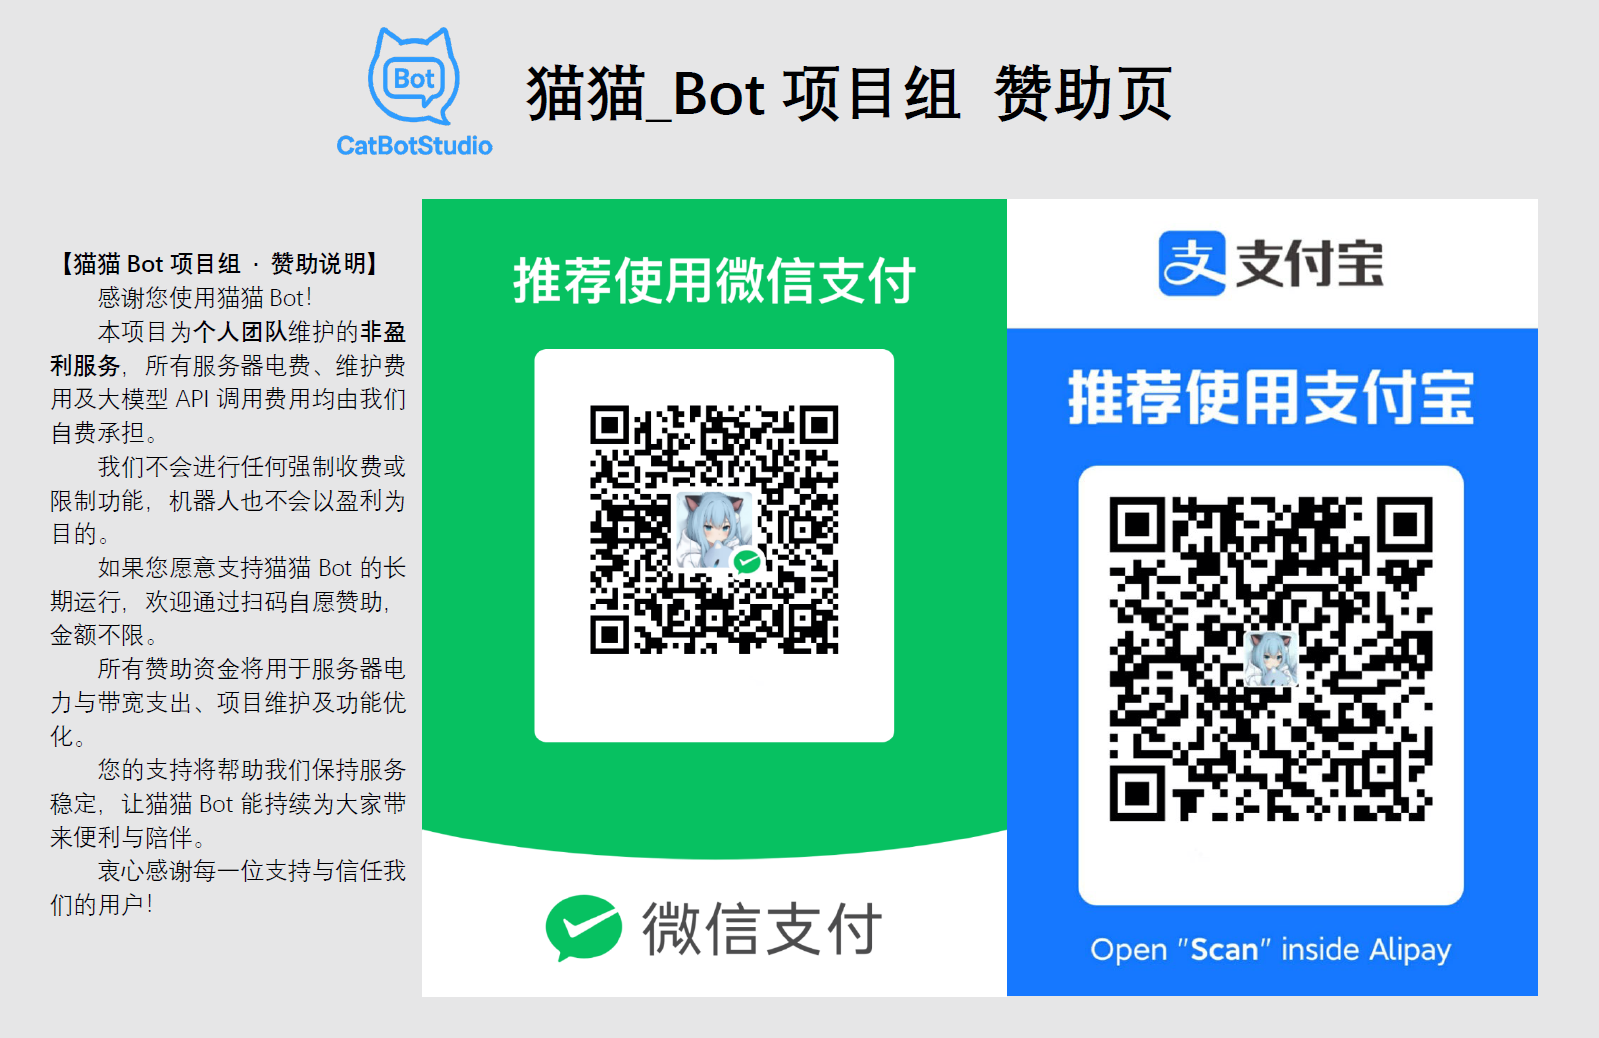 Bot
CatBotStudio
猫猫_Bot 项目组 赞助页
【猫猫 Bot 项目组 · 赞助说明】
感谢您使用猫猫 Bot！
本项目为个人团队维护的非盈
利服务，所有服务器电费、维护费
用及大模型 API 调用费用均由我们
自费承担。
我们不会进行任何强制收费或
限制功能，机器人也不会以盈利为
目的。
如果您愿意支持猫猫 Bot 的长
期运行，欢迎通过扫码自愿赞助，
金额不限。
所有赞助资金将用于服务器电
力与带宽支出、项目维护及功能优
化。
您的支持将帮助我们保持服务
稳定，让猫猫 Bot 能持续为大家带
来便利与陪伴。
衷心感谢每一位支持与信任我
们的用户！
推荐使用微信支付
微信支付
支 支付宝
推荐使用支付宝
Open "Scan" inside Alipay